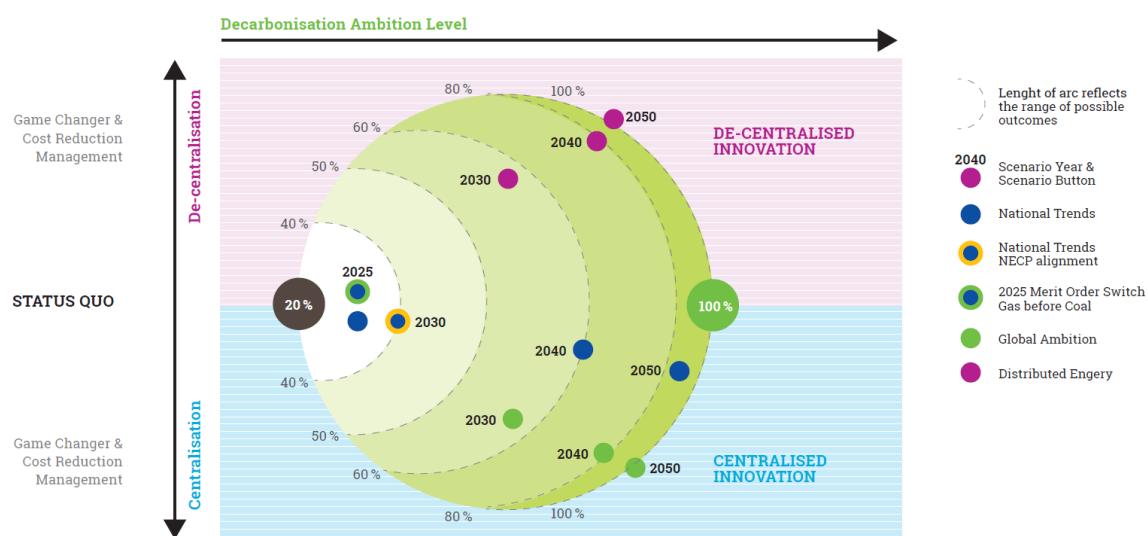 Decarbonisation Ambition Level
De-centralisation
Centralisation
Game Changer &
Cost Reduction
Management
STATUS QUO
Game Changer &
Cost Reduction
Management
80 %
100 %
60 %
50 %
40 %
2050
2040
DE-CENTRALISED
INNOVATION
2030
2025
20 %
100 %
2030
2040
2050
40 %
2030
50 %
2040
2050
CENTRALISED
INNOVATION
60 %
80 %
100 %
Lenght of arc reflects
the range of possible
outcomes
2040
Scenario Year &
Scenario Button
National Trends
National Trends
NECP alignment
2025 Merit Order Switch
Gas before Coal
Global Ambition
Distributed Engery